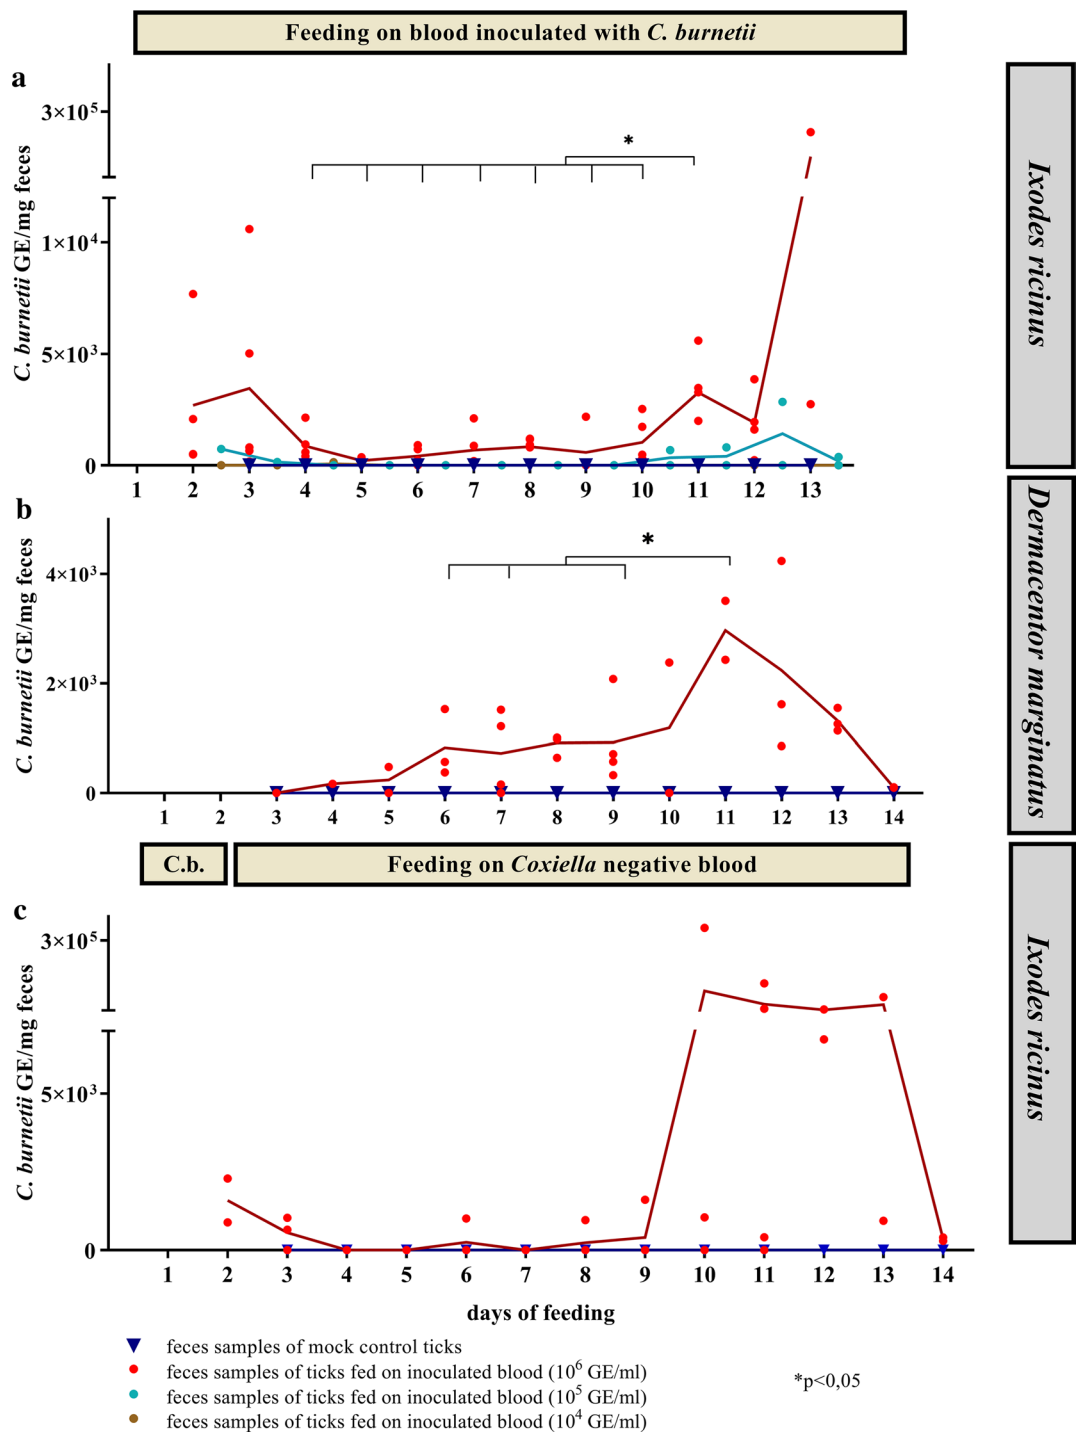 Feeding on blood inoculated with C. burnetii
a
C. burnetii GE/mg feces
3×10⁵
1×10⁴
5×10³
0
*
1 2 3 4 5 6 7 8 9 10 11 12 13
Ixodes ricinus
b
C. burnetii GE/mg feces
4×10³
2×10³
0
*
1 2 3 4 5 6 7 8 9 10 11 12 13 14
Dermacentor marginatus
C.b.
Feeding on Coxiella negative blood
c
C. burnetii GE/mg feces
3×10⁵
5×10³
0
1 2 3 4 5 6 7 8 9 10 11 12 13 14
Ixodes ricinus
days of feeding
feces samples of mock control ticks
feces samples of ticks fed on inoculated blood (10⁶ GE/ml)
feces samples of ticks fed on inoculated blood (10⁵ GE/ml)
feces samples of ticks fed on inoculated blood (10⁴ GE/ml)
*p<0,05